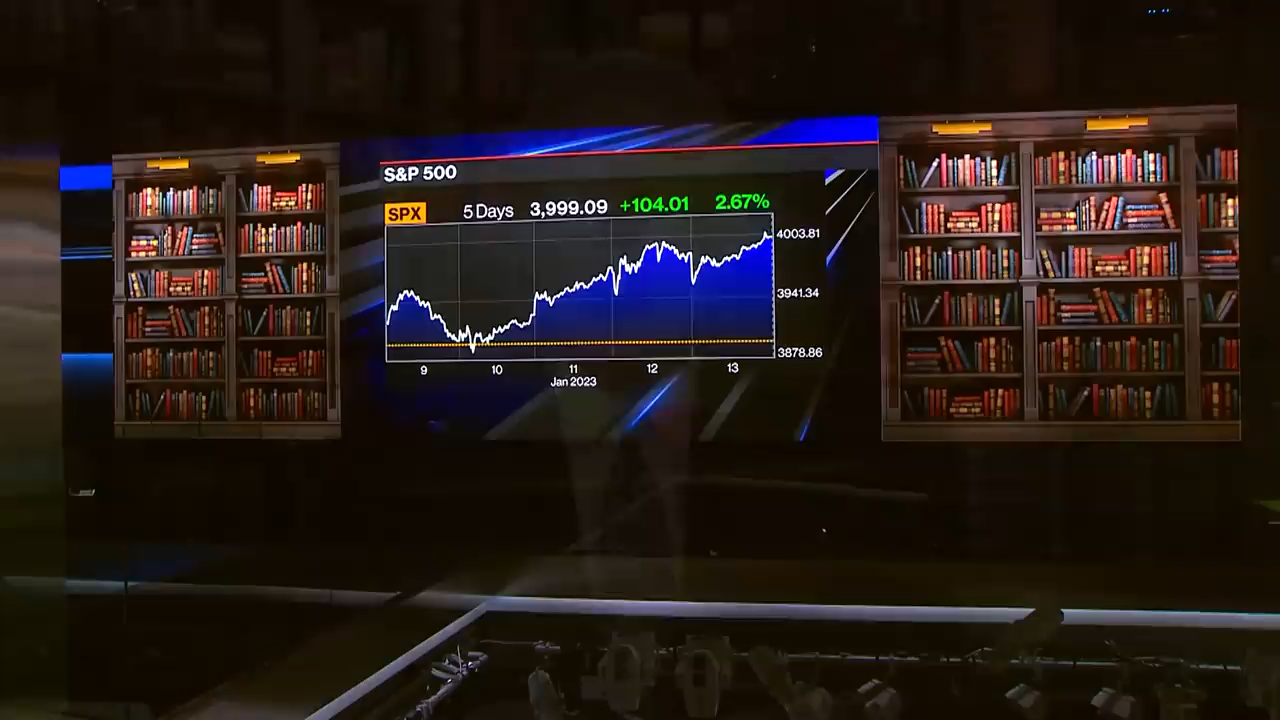 S&P 500
SPX 5 Days 3,999.09 +104.01 2.67%
4003.81
3941.34
3878.86
9 10 11 12 13
Jan 2023